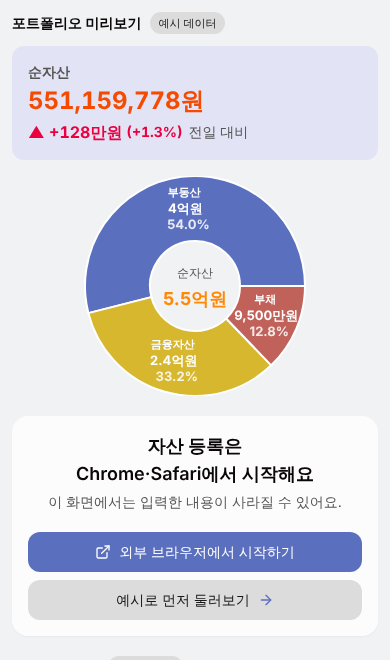 포트폴리오 미리보기 예시 데이터
순자산
551,159,778원
▲ +128만원 (+1.3%) 전일 대비
부동산
4억원
54.0%
순자산
5.5억원
부채
9,500만원
12.8%
금융자산
2.4억원
33.2%
자산 등록은
Chrome·Safari에서 시작해요
이 화면에서는 입력한 내용이 사라질 수 있어요.
외부 브라우저에서 시작하기
예시로 먼저 둘러보기 →